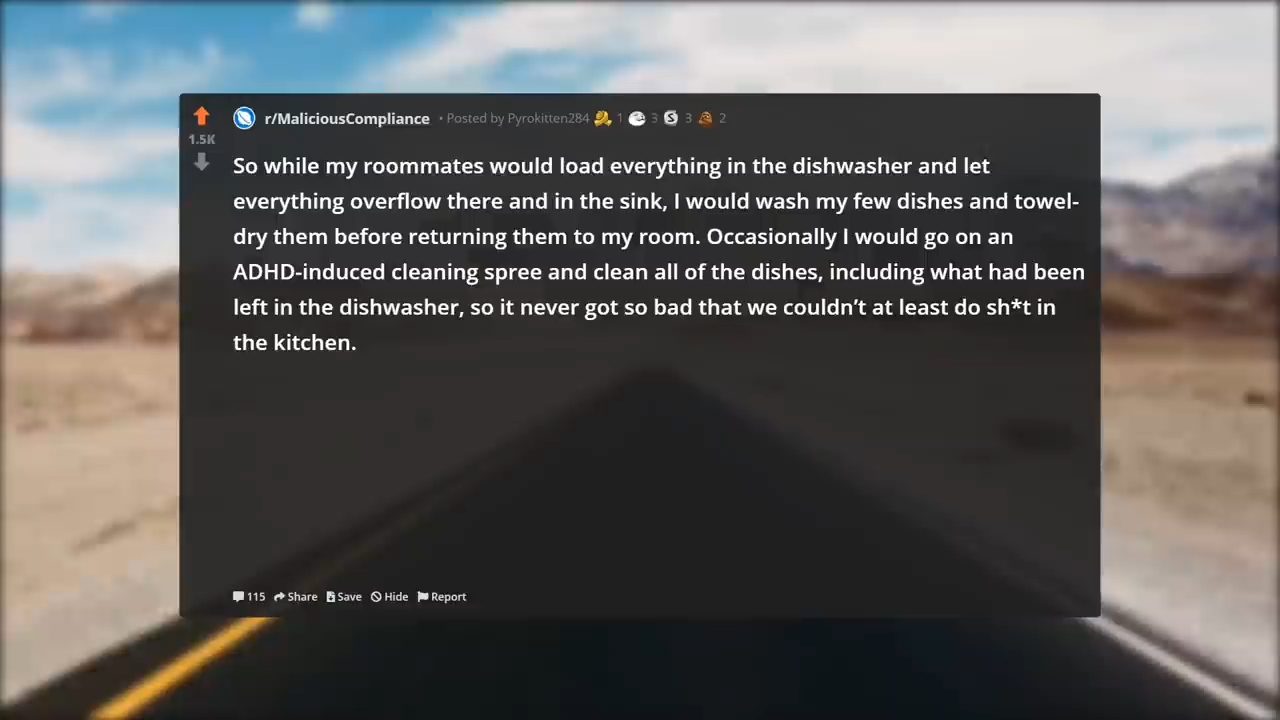 r/MaliciousCompliance • Posted by Pyrokitten284 1 3 3 2
1.5K
So while my roommates would load everything in the dishwasher and let
everything overflow there and in the sink, I would wash my few dishes and towel-
dry them before returning them to my room. Occasionally I would go on an
ADHD-induced cleaning spree and clean all of the dishes, including what had been
left in the dishwasher, so it never got so bad that we couldn’t at least do sh*t in
the kitchen.
115 Share Save Hide Report